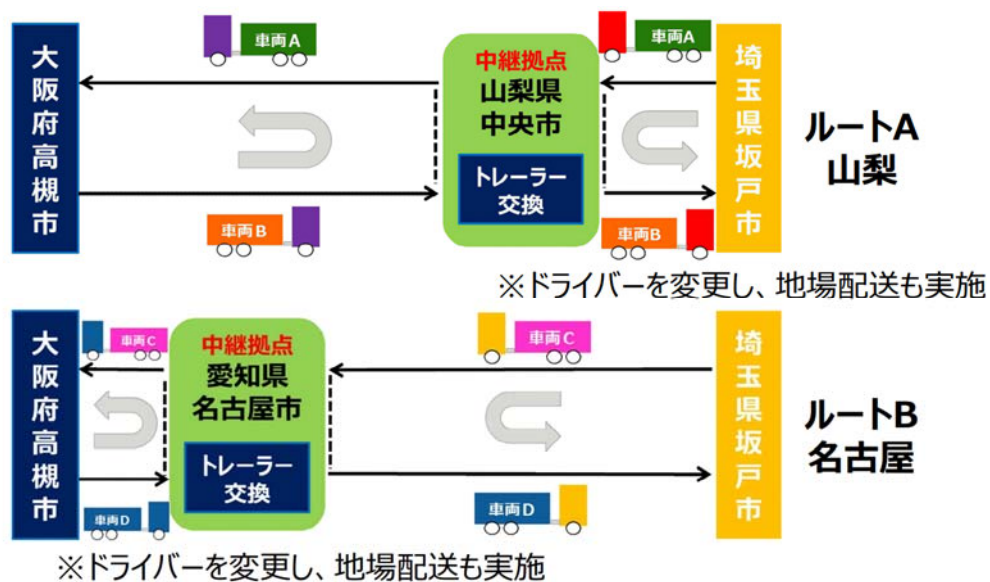 大阪府高槻市
車両A
中継拠点
山梨県
中央市
トレーラー
交換
車両B
車両A
車両B
埼玉県坂戸市
ルートA
山梨
※ドライバーを変更し、地場配送も実施
大阪府高槻市
車両C
中継拠点
愛知県
名古屋市
トレーラー
交換
車両D
車両C
車両D
埼玉県坂戸市
ルートB
名古屋
※ドライバーを変更し、地場配送も実施